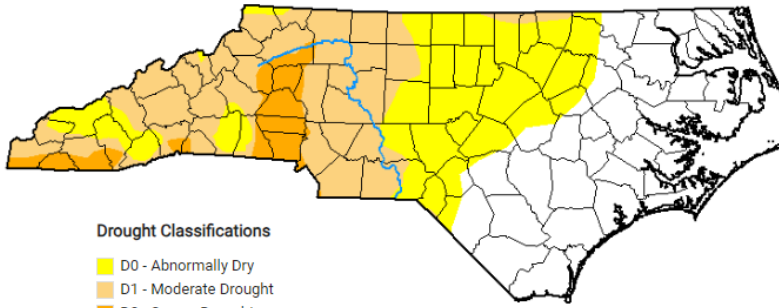 Drought Classifications
D0 - Abnormally Dry
D1 - Moderate Drought